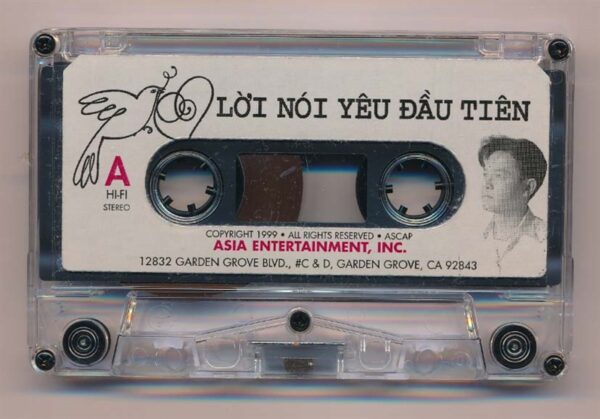 LỜI NÓI YÊU ĐẦU TIÊN
A
HI-FI
STEREO
COPYRIGHT 1999 • ALL RIGHTS RESERVED • ASCAP
ASIA ENTERTAINMENT, INC.
12832 GARDEN GROVE BLVD., #C & D, GARDEN GROVE, CA 92843